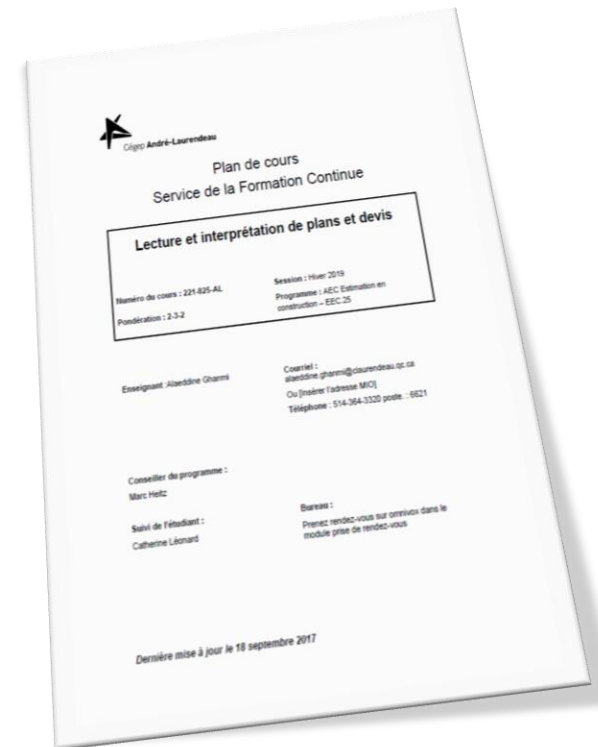 Cégep André-Laurendeau
Plan de cours
Service de la Formation Continue
Lecture et interprétation de plans et devis
Numéro du cours : 221-825-AL
Pondération : 2-3-2
Session : Hiver 2019
Programme : AEC Estimation en
construction – EEC.25
Enseignant :Alaeddine Gharmi
Courriel :
alaeddine.gharmi@claurendeau.qc.ca
Ou [Insérer l'adresse MIO]
Téléphone : 514-364-3320 poste. : 6621
Conseiller du programme :
Marc Heitz
Suivi de l'étudiant :
Catherine Léonard
Bureau :
Prenez rendez-vous sur omnivox dans le
module prise de rendez-vous
Dernière mise à jour le 18 septembre 2017